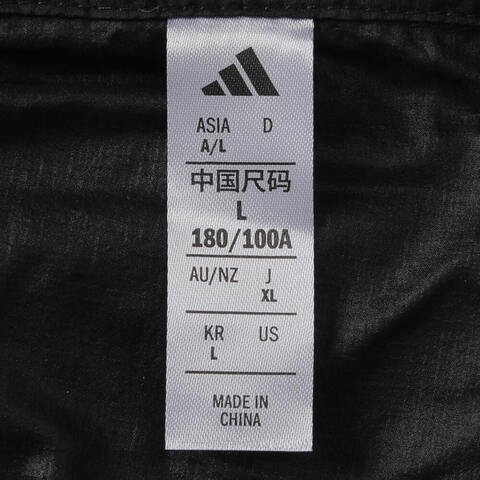 ASIA D
A/L
中国尺码
L
180/100A
AU/NZ J
XL
KR US
L
MADE IN
CHINA